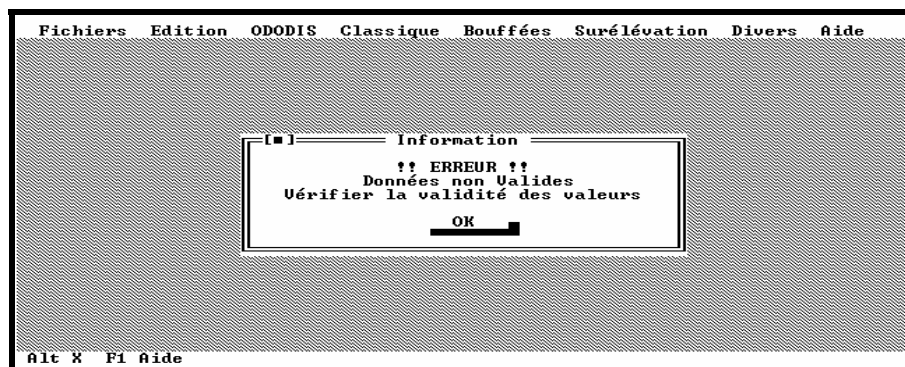 Fichiers Edition ODODIS Classique Bouffées Surélévation Divers Aide
Information
!! ERREUR !!
Données non Valides
Vérifier la validité des valeurs
OK
Alt X F1 Aide